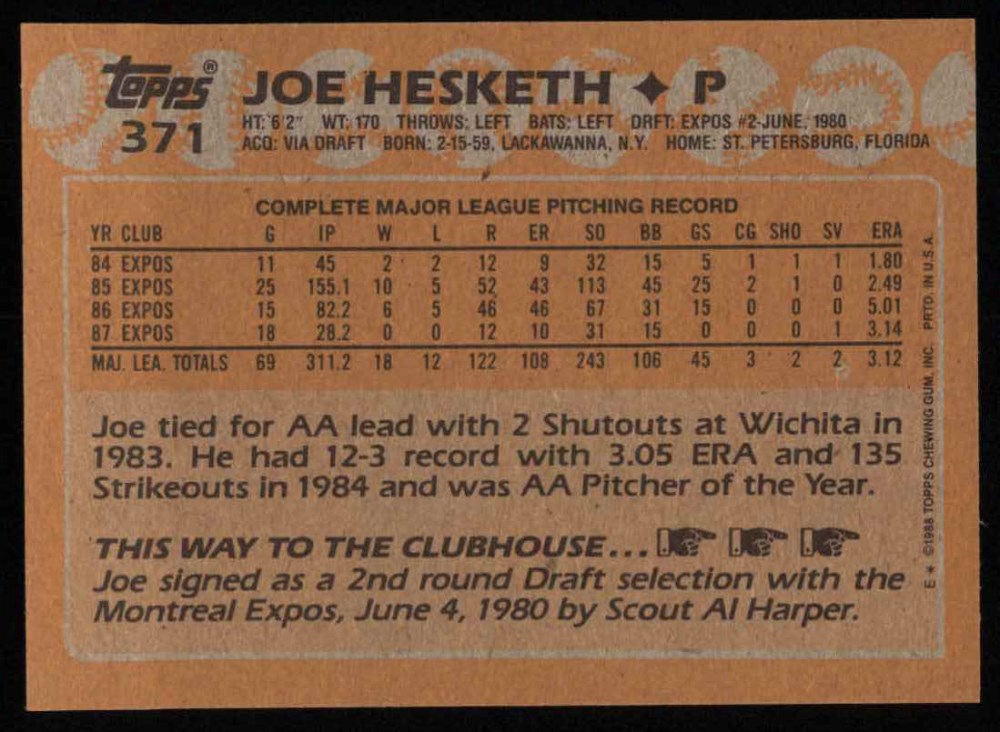 topps® JOE HESKETH ✦ P
371 HT: 6'2" WT: 170 THROWS: LEFT BATS: LEFT DRFT: EXPOS #2-JUNE, 1980
ACQ: VIA DRAFT BORN: 2-15-59, LACKAWANNA, N.Y. HOME: ST. PETERSBURG, FLORIDA
COMPLETE MAJOR LEAGUE PITCHING RECORD
YR CLUB G IP W L R ER SO BB GS CG SHO SV ERA
84 EXPOS 11 45 2 2 12 9 32 15 5 1 1 1 1.80
85 EXPOS 25 155.1 10 5 52 43 113 45 25 2 1 0 2.49
86 EXPOS 15 82.2 6 5 46 46 67 31 15 0 0 0 5.01
87 EXPOS 18 28.2 0 0 12 10 31 15 0 0 0 1 3.14
MAJ. LEA. TOTALS 69 311.2 18 12 122 108 243 106 45 3 2 2 3.12
Joe tied for AA lead with 2 Shutouts at Wichita in
1983. He had 12-3 record with 3.05 ERA and 135
Strikeouts in 1984 and was AA Pitcher of the Year.
THIS WAY TO THE CLUBHOUSE...
Joe signed as a 2nd round Draft selection with the
Montreal Expos, June 4, 1980 by Scout Al Harper.
E * ©1988 TOPPS CHEWING GUM, INC. PRTD. IN U.S.A.